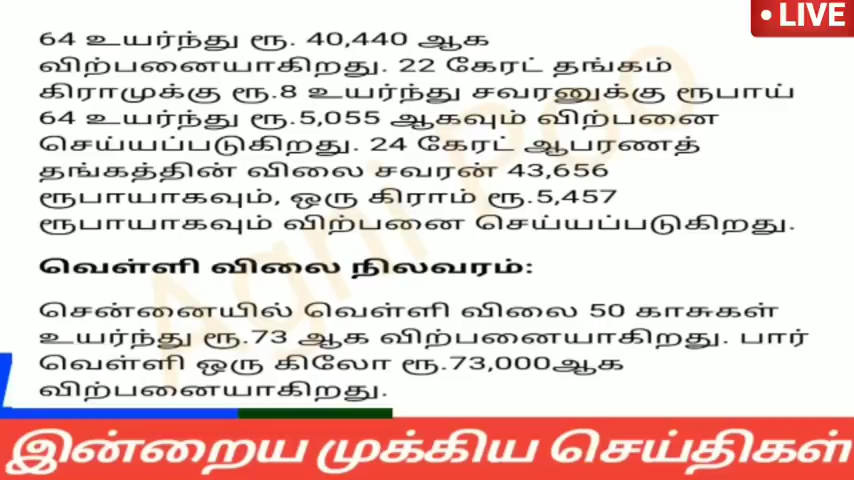 • LIVE
64 உயர்ந்து ரூ. 40,440 ஆக
விற்பனையாகிறது. 22 கேரட் தங்கம்
கிராமுக்கு ரூ.8 உயர்ந்து சவரனுக்கு ரூபாய்
64 உயர்ந்து ரூ.5,055 ஆகவும் விற்பனை
செய்யப்படுகிறது. 24 கேரட் ஆபரணத்
தங்கத்தின் விலை சவரன் 43,656
ரூபாயாகவும், ஒரு கிராம் ரூ.5,457
ரூபாயாகவும் விற்பனை செய்யப்படுகிறது.
வெள்ளி விலை நிலவரம்:
சென்னையில் வெள்ளி விலை 50 காசுகள்
உயர்ந்து ரூ.73 ஆக விற்பனையாகிறது. பார்
வெள்ளி ஒரு கிலோ ரூ.73,000ஆக
விற்பனையாகிறது.
Agni Poo
இன்றைய முக்கிய செய்திகள்